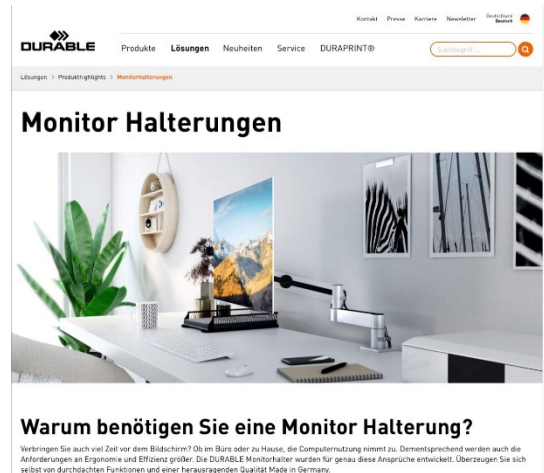 Kontakt Presse Karriere Newsletter Deutschland
Deutsch
DURABLE Produkte Lösungen Neuheiten Service DURAPRINT® Suchbegriff ...
Lösungen > Produkthighlights > Monitorhalterungen
Monitor Halterungen
Warum benötigen Sie eine Monitor Halterung?
Verbringen Sie auch viel Zeit vor dem Bildschirm? Ob im Büro oder zu Hause, die Computernutzung nimmt zu. Dementsprechend werden auch die
Anforderungen an Ergonomie und Effizienz größer. Die DURABLE Monitorhalter wurden für genau diese Ansprüche entwickelt. Überzeugen Sie sich
selbst von durchdachten Funktionen und einer herausragenden Qualität Made in Germany.